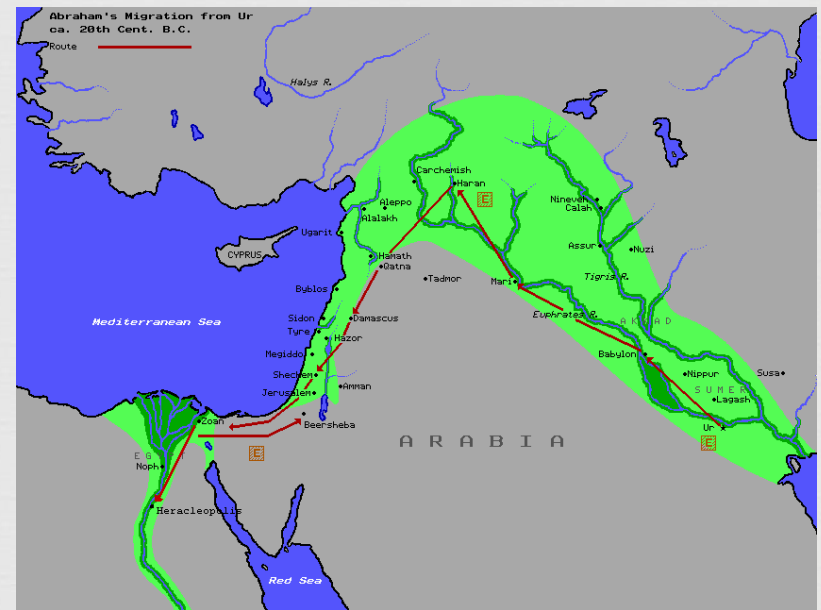 Abraham's Migration from Ur
ca. 20th Cent. B.C.
Route
Halys R.
Carchemish
Haran
E
Nineveh
Calah
Aleppo
Alalakh
Ugarit
CYPRUS
Assur
Nuzi
Hamath
Qatna
Tadmor
Mari
Tigris R.
Byblos
Euphrates R.
Mediterranean Sea
Sidon
Damascus
AKKAD
Tyre
Hazor
Megiddo
Babylon
Shechem
Nippur
Susa
Amman
SUMER
Jerusalem
Lagash
Zoan
Beersheba
Ur
ARABIA
E
E
Noph
Heracleopolis
Red Sea